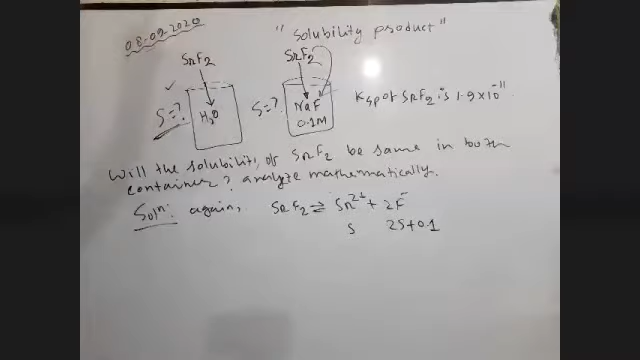 08-09-2020
"Solubility product"
SrF2
SrF2
S=?
H2O
S=?
NaF
0.1M
Ksp of SrF2 is 1.9×10⁻¹¹
Will the solubility of SrF2 be same in both
container? analyze mathematically.
Solⁿ: again, SrF2 ⇌ Sr²⁺ + 2F⁻
S 2S+0.1